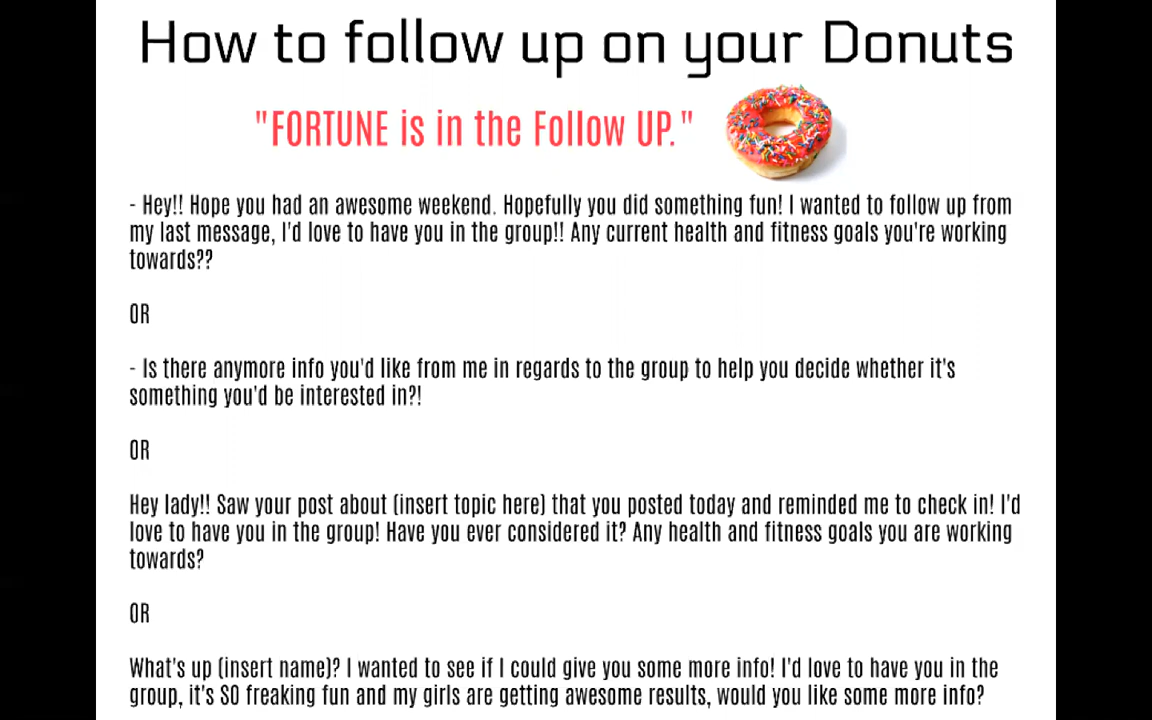 How to follow up on your Donuts
"FORTUNE is in the Follow UP."
- Hey!! Hope you had an awesome weekend. Hopefully you did something fun! I wanted to follow up from
my last message, I'd love to have you in the group!! Any current health and fitness goals you're working
towards??
OR
- Is there anymore info you'd like from me in regards to the group to help you decide whether it's
something you'd be interested in?!
OR
Hey lady!! Saw your post about (insert topic here) that you posted today and reminded me to check in! I'd
love to have you in the group! Have you ever considered it? Any health and fitness goals you are working
towards?
OR
What's up (insert name)? I wanted to see if I could give you some more info! I'd love to have you in the
group, it's SO freaking fun and my girls are getting awesome results, would you like some more info?